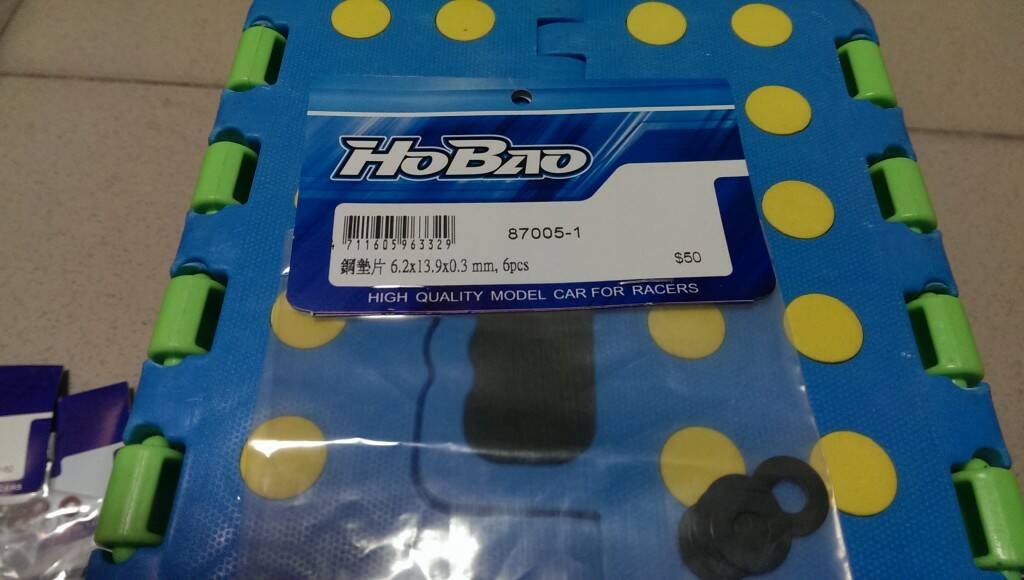 HOBAO
87005-1
4 711605 963329
鋼墊片 6.2x13.9x0.3 mm, 6pcs
$50
HIGH QUALITY MODEL CAR FOR RACERS